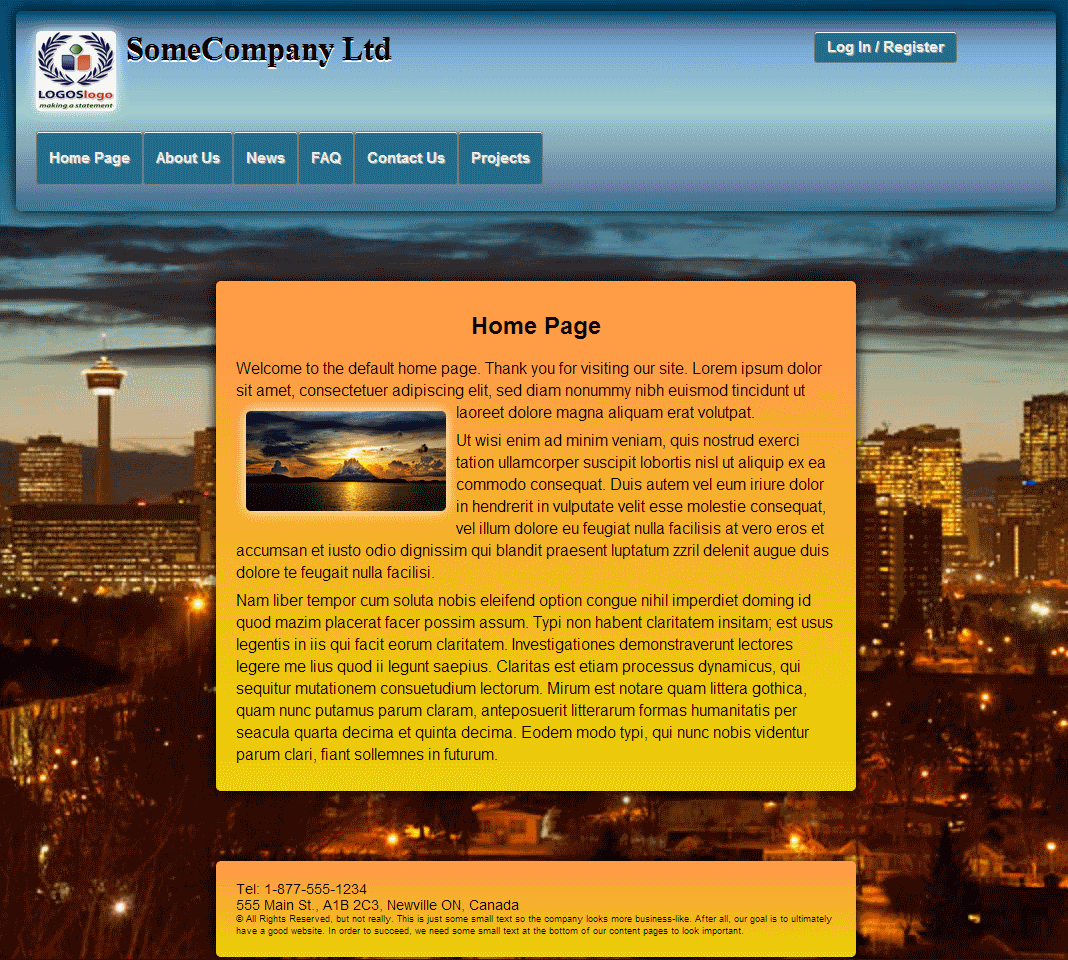 SomeCompany Ltd
Log In / Register
LOGOSlogo
making a statement
Home Page About Us News FAQ Contact Us Projects
Home Page
Welcome to the default home page. Thank you for visiting our site. Lorem ipsum dolor
sit amet, consectetuer adipiscing elit, sed diam nonummy nibh euismod tincidunt ut
laoreet dolore magna aliquam erat volutpat.
Ut wisi enim ad minim veniam, quis nostrud exerci
tation ullamcorper suscipit lobortis nisl ut aliquip ex ea
commodo consequat. Duis autem vel eum iriure dolor
in hendrerit in vulputate velit esse molestie consequat,
vel illum dolore eu feugiat nulla facilisis at vero eros et
accumsan et iusto odio dignissim qui blandit praesent luptatum zzril delenit augue duis
dolore te feugait nulla facilisi.
Nam liber tempor cum soluta nobis eleifend option congue nihil imperdiet doming id
quod mazim placerat facer possim assum. Typi non habent claritatem insitam; est usus
legentis in iis qui facit eorum claritatem. Investigationes demonstraverunt lectores
legere me lius quod ii legunt saepius. Claritas est etiam processus dynamicus, qui
sequitur mutationem consuetudium lectorum. Mirum est notare quam littera gothica,
quam nunc putamus parum claram, anteposuerit litterarum formas humanitatis per
seacula quarta decima et quinta decima. Eodem modo typi, qui nunc nobis videntur
parum clari, fiant sollemnes in futurum.
Tel: 1-877-555-1234
555 Main St., A1B 2C3, Newville ON, Canada
© All Rights Reserved, but not really. This is just some small text so the company looks more business-like. After all, our goal is to ultimately
have a good website. In order to succeed, we need some small text at the bottom of our content pages to look important.